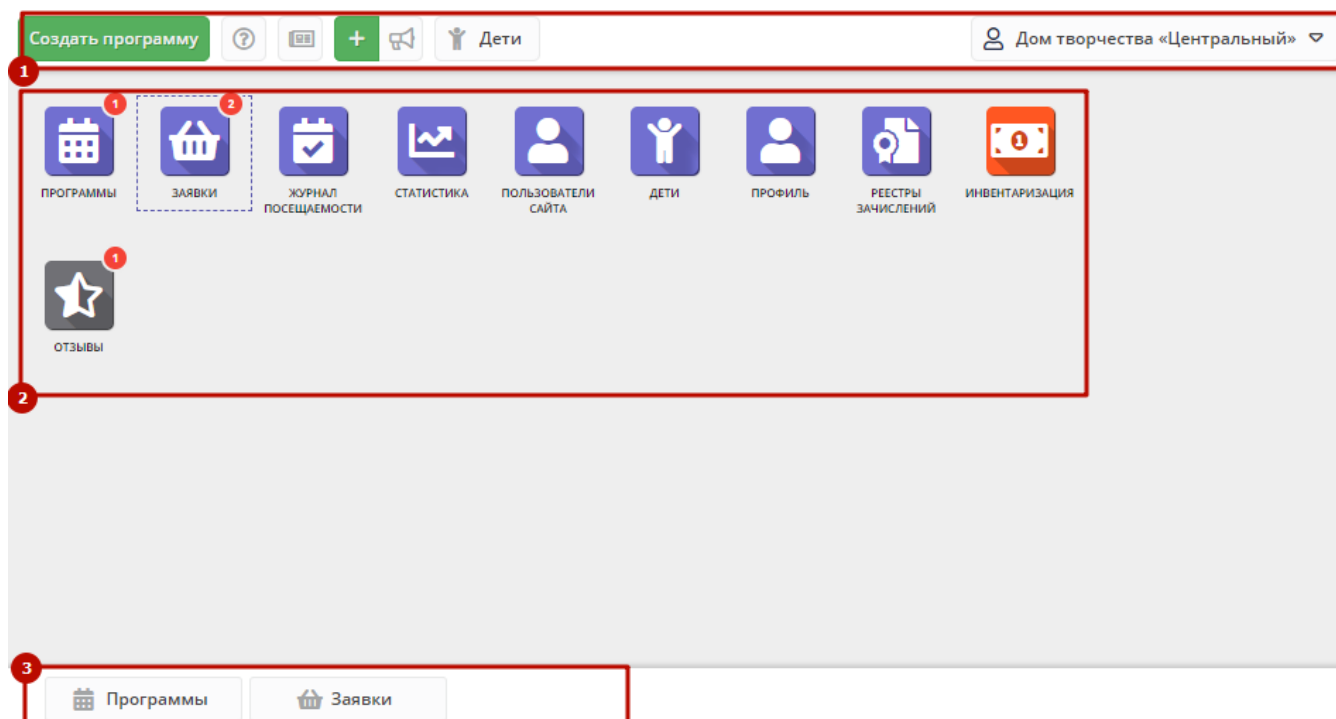 Создать программу
+
Дети
Дом творчества «Центральный»
1
1
2
ПРОГРАММЫ
ЗАЯВКИ
ЖУРНАЛ
ПОСЕЩАЕМОСТИ
СТАТИСТИКА
ПОЛЬЗОВАТЕЛИ
САЙТА
ДЕТИ
ПРОФИЛЬ
РЕЕСТРЫ
ЗАЧИСЛЕНИЙ
1
ИНВЕНТАРИЗАЦИЯ
1
ОТЗЫВЫ
2
3
Программы
Заявки